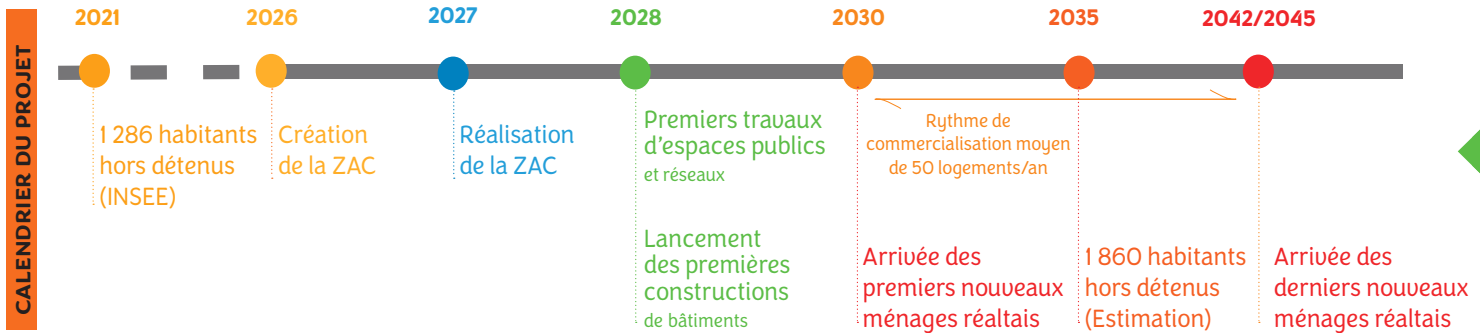 CALENDRIER DU PROJET
2021
1 286 habitants
hors détenus
(INSEE)
2026
Création
de la ZAC
2027
Réalisation
de la ZAC
2028
Premiers travaux
d'espaces publics
et réseaux
Lancement
des premières
constructions
de bâtiments
2030
Rythme de
commercialisation moyen
de 50 logements/an
Arrivée des
premiers nouveaux
ménages réaltais
2035
1 860 habitants
hors détenus
(Estimation)
2042/2045
Arrivée des
derniers nouveaux
ménages réaltais